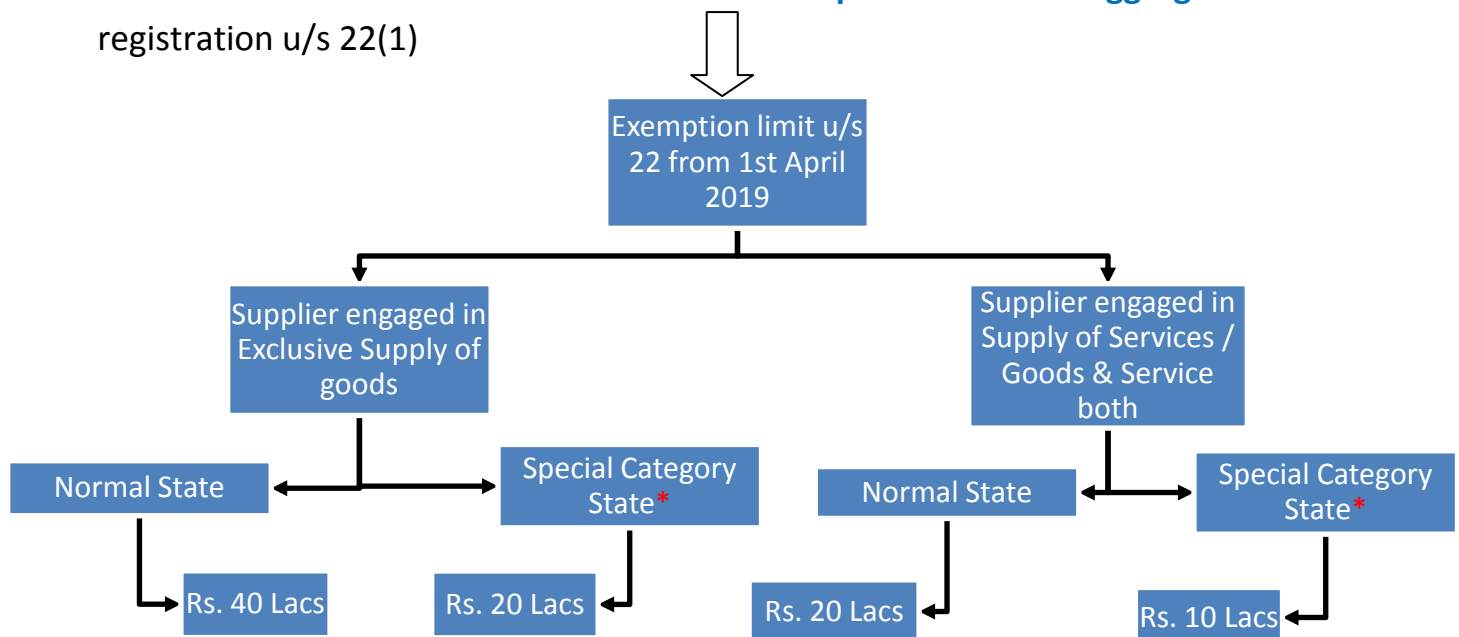 registration u/s 22(1)
Exemption limit u/s
22 from 1st April
2019
Supplier engaged in
Exclusive Supply of
goods
Supplier engaged in
Supply of Services /
Goods & Service
both
Normal State
Special Category
State*
Normal State
Special Category
State*
Rs. 40 Lacs
Rs. 20 Lacs
Rs. 20 Lacs
Rs. 10 Lacs